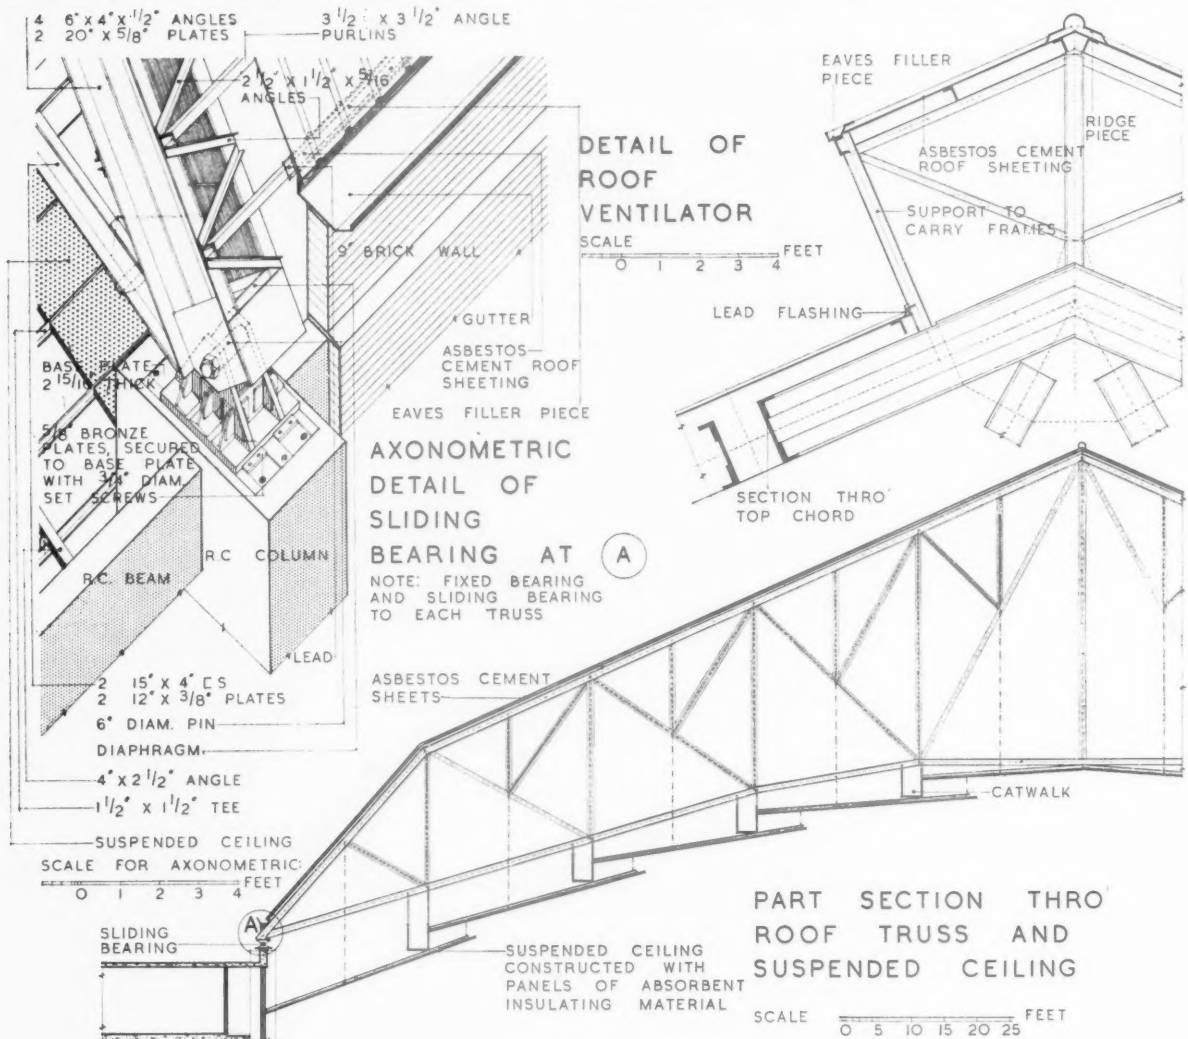 4 6" X 4" X 1/2" ANGLES
2 20" X 5/8" PLATES
3 1/2" X 3 1/2" ANGLE
PURLINS
2 1/2" X 1 1/2" X 5/16"
ANGLES
9" BRICK WALL
GUTTER
ASBESTOS-
CEMENT ROOF
SHEETING
EAVES FILLER PIECE
BASE PLATE
2 15/16" THICK
5/8" BRONZE
PLATES, SECURED
TO BASE PLATE
WITH 3/4" DIAM.
SET SCREWS
R.C. BEAM
R.C COLUMN
LEAD
2 15" X 4" [S
2 12" X 3/8" PLATES
6" DIAM. PIN
DIAPHRAGM
4" X 2 1/2" ANGLE
1 1/2" X 1 1/2" TEE
SUSPENDED CEILING
SCALE FOR AXONOMETRIC:
0 1 2 3 4 FEET
AXONOMETRIC
DETAIL OF
SLIDING
BEARING AT A
NOTE: FIXED BEARING
AND SLIDING BEARING
TO EACH TRUSS
DETAIL OF
ROOF
VENTILATOR
SCALE
0 1 2 3 4 FEET
EAVES FILLER
PIECE
RIDGE
PIECE
ASBESTOS CEMENT
ROOF SHEETING
SUPPORT TO
CARRY FRAMES
LEAD FLASHING
SECTION THRO'
TOP CHORD
ASBESTOS CEMENT
SHEETS
CATWALK
A
SLIDING
BEARING
SUSPENDED CEILING
CONSTRUCTED WITH
PANELS OF ABSORBENT
INSULATING MATERIAL
PART SECTION THRO'
ROOF TRUSS AND
SUSPENDED CEILING
SCALE 0 5 10 15 20 25 FEET